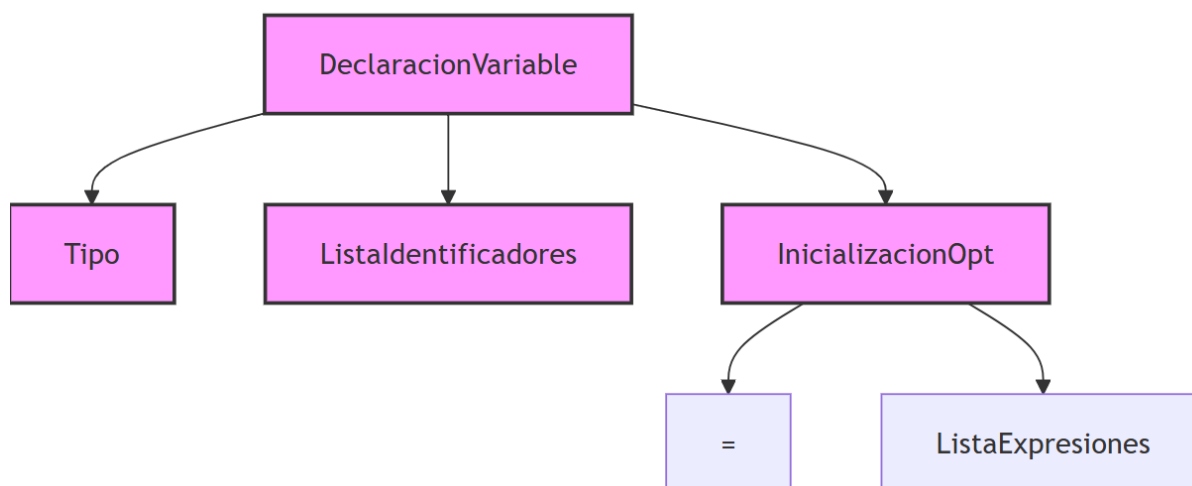 DeclaracionVariable
Tipo
ListaIdentificadores
InicializacionOpt
=
ListaExpresiones